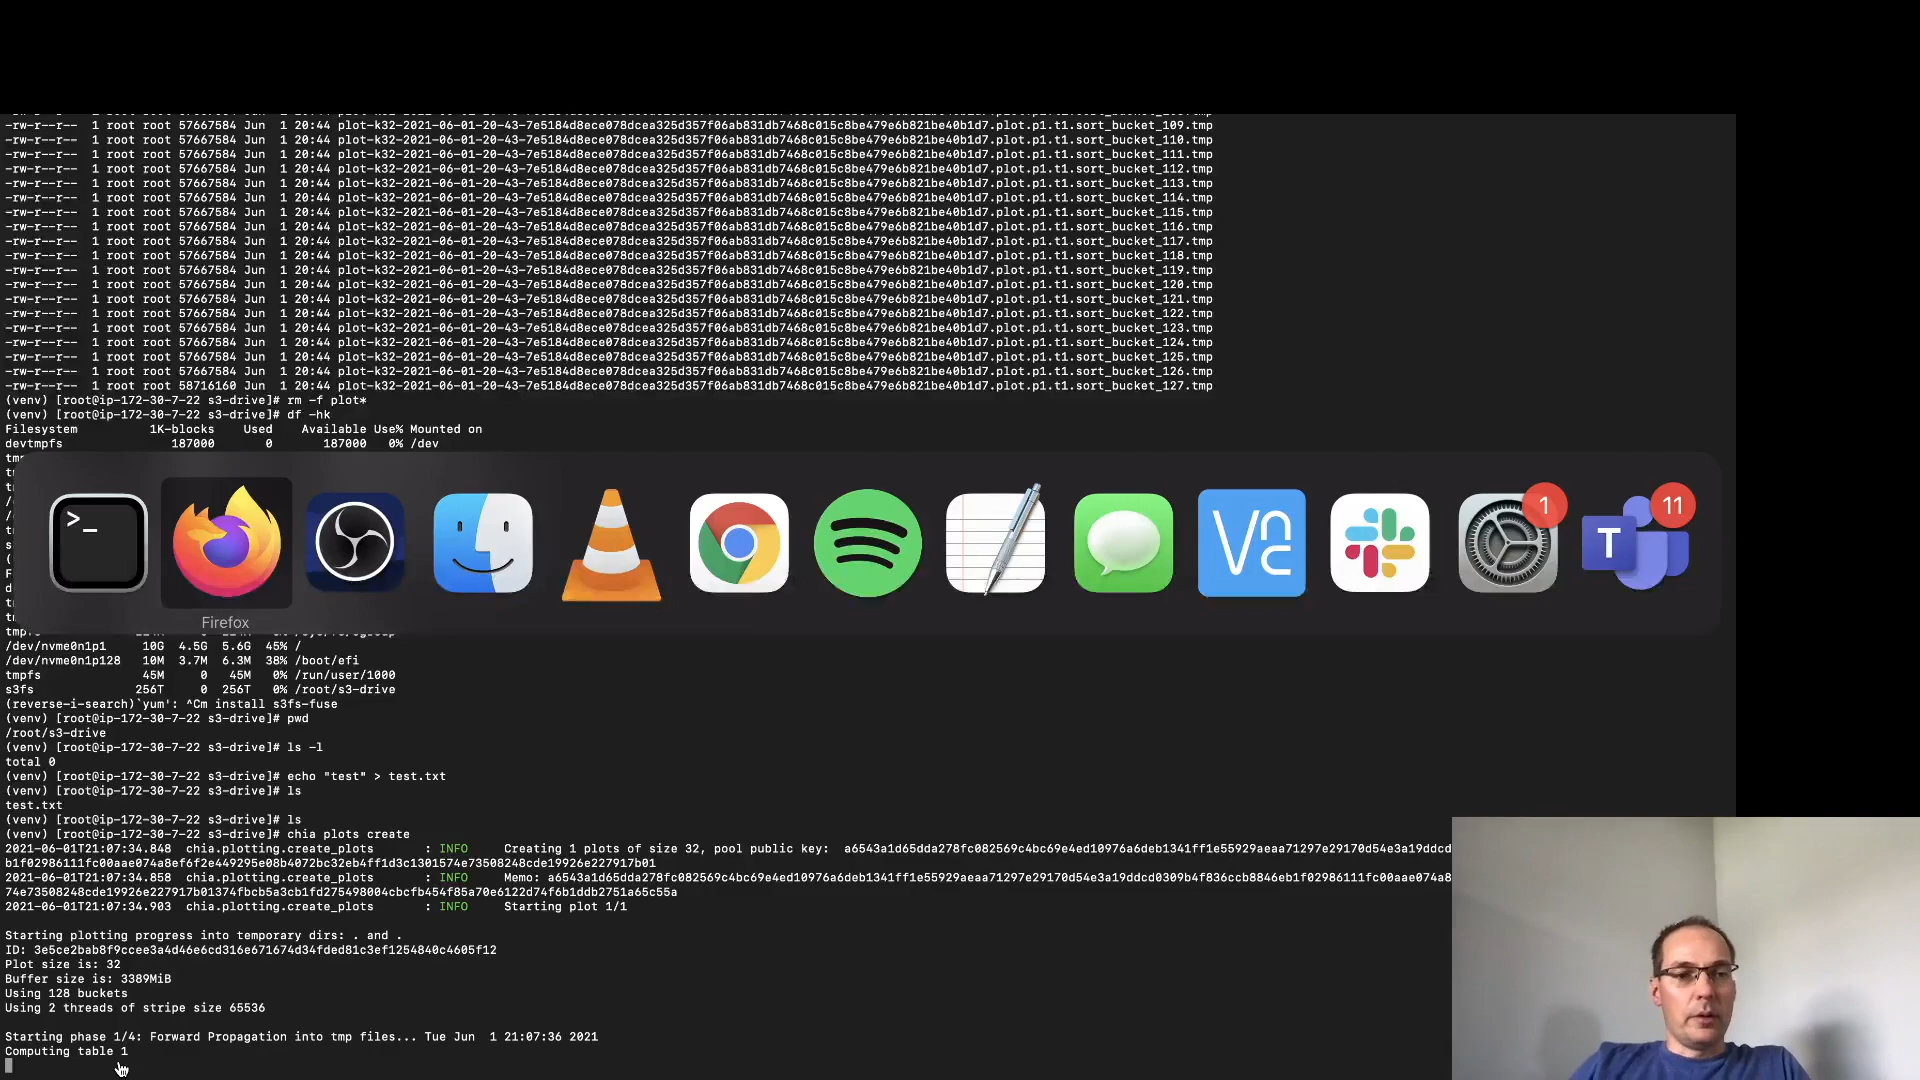 -rw-r--r--  1 root root 57667584 Jun  1 20:44 plot-k32-2021-06-01-20-43-7e5184d8ece078dcea325d357f06ab831db7468c015c8be479e6b821be40b1d7.plot.p1.t1.sort_bucket_109.tmp
-rw-r--r--  1 root root 57667584 Jun  1 20:44 plot-k32-2021-06-01-20-43-7e5184d8ece078dcea325d357f06ab831db7468c015c8be479e6b821be40b1d7.plot.p1.t1.sort_bucket_110.tmp
-rw-r--r--  1 root root 57667584 Jun  1 20:44 plot-k32-2021-06-01-20-43-7e5184d8ece078dcea325d357f06ab831db7468c015c8be479e6b821be40b1d7.plot.p1.t1.sort_bucket_111.tmp
-rw-r--r--  1 root root 57667584 Jun  1 20:44 plot-k32-2021-06-01-20-43-7e5184d8ece078dcea325d357f06ab831db7468c015c8be479e6b821be40b1d7.plot.p1.t1.sort_bucket_112.tmp
-rw-r--r--  1 root root 57667584 Jun  1 20:44 plot-k32-2021-06-01-20-43-7e5184d8ece078dcea325d357f06ab831db7468c015c8be479e6b821be40b1d7.plot.p1.t1.sort_bucket_113.tmp
-rw-r--r--  1 root root 57667584 Jun  1 20:44 plot-k32-2021-06-01-20-43-7e5184d8ece078dcea325d357f06ab831db7468c015c8be479e6b821be40b1d7.plot.p1.t1.sort_bucket_114.tmp
-rw-r--r--  1 root root 57667584 Jun  1 20:44 plot-k32-2021-06-01-20-43-7e5184d8ece078dcea325d357f06ab831db7468c015c8be479e6b821be40b1d7.plot.p1.t1.sort_bucket_115.tmp
-rw-r--r--  1 root root 57667584 Jun  1 20:44 plot-k32-2021-06-01-20-43-7e5184d8ece078dcea325d357f06ab831db7468c015c8be479e6b821be40b1d7.plot.p1.t1.sort_bucket_116.tmp
-rw-r--r--  1 root root 57667584 Jun  1 20:44 plot-k32-2021-06-01-20-43-7e5184d8ece078dcea325d357f06ab831db7468c015c8be479e6b821be40b1d7.plot.p1.t1.sort_bucket_117.tmp
-rw-r--r--  1 root root 57667584 Jun  1 20:44 plot-k32-2021-06-01-20-43-7e5184d8ece078dcea325d357f06ab831db7468c015c8be479e6b821be40b1d7.plot.p1.t1.sort_bucket_118.tmp
-rw-r--r--  1 root root 57667584 Jun  1 20:44 plot-k32-2021-06-01-20-43-7e5184d8ece078dcea325d357f06ab831db7468c015c8be479e6b821be40b1d7.plot.p1.t1.sort_bucket_119.tmp
-rw-r--r--  1 root root 57667584 Jun  1 20:44 plot-k32-2021-06-01-20-43-7e5184d8ece078dcea325d357f06ab831db7468c015c8be479e6b821be40b1d7.plot.p1.t1.sort_bucket_120.tmp
-rw-r--r--  1 root root 57667584 Jun  1 20:44 plot-k32-2021-06-01-20-43-7e5184d8ece078dcea325d357f06ab831db7468c015c8be479e6b821be40b1d7.plot.p1.t1.sort_bucket_121.tmp
-rw-r--r--  1 root root 57667584 Jun  1 20:44 plot-k32-2021-06-01-20-43-7e5184d8ece078dcea325d357f06ab831db7468c015c8be479e6b821be40b1d7.plot.p1.t1.sort_bucket_122.tmp
-rw-r--r--  1 root root 57667584 Jun  1 20:44 plot-k32-2021-06-01-20-43-7e5184d8ece078dcea325d357f06ab831db7468c015c8be479e6b821be40b1d7.plot.p1.t1.sort_bucket_123.tmp
-rw-r--r--  1 root root 57667584 Jun  1 20:44 plot-k32-2021-06-01-20-43-7e5184d8ece078dcea325d357f06ab831db7468c015c8be479e6b821be40b1d7.plot.p1.t1.sort_bucket_124.tmp
-rw-r--r--  1 root root 57667584 Jun  1 20:44 plot-k32-2021-06-01-20-43-7e5184d8ece078dcea325d357f06ab831db7468c015c8be479e6b821be40b1d7.plot.p1.t1.sort_bucket_125.tmp
-rw-r--r--  1 root root 57667584 Jun  1 20:44 plot-k32-2021-06-01-20-43-7e5184d8ece078dcea325d357f06ab831db7468c015c8be479e6b821be40b1d7.plot.p1.t1.sort_bucket_126.tmp
-rw-r--r--  1 root root 58716160 Jun  1 20:44 plot-k32-2021-06-01-20-43-7e5184d8ece078dcea325d357f06ab831db7468c015c8be479e6b821be40b1d7.plot.p1.t1.sort_bucket_127.tmp
(venv) [root@ip-172-30-7-22 s3-drive]# rm -f plot*
(venv) [root@ip-172-30-7-22 s3-drive]# df -hk
Filesystem          1K-blocks    Used    Available Use% Mounted on
devtmpfs               187000       0       187000   0% /dev
1
11
T
Vnc
>_
Firefox
/dev/nvme0n1p1     10G  4.5G  5.6G  45% /
/dev/nvme0n1p128   10M  3.7M  6.3M  38% /boot/efi
tmpfs              45M     0   45M   0% /run/user/1000
s3fs              256T     0  256T   0% /root/s3-drive
(reverse-i-search)`yum': ^Cm install s3fs-fuse
(venv) [root@ip-172-30-7-22 s3-drive]# pwd
/root/s3-drive
(venv) [root@ip-172-30-7-22 s3-drive]# ls -l
total 0
(venv) [root@ip-172-30-7-22 s3-drive]# echo "test" > test.txt
(venv) [root@ip-172-30-7-22 s3-drive]# ls
test.txt
(venv) [root@ip-172-30-7-22 s3-drive]# ls
(venv) [root@ip-172-30-7-22 s3-drive]# chia plots create
2021-06-01T21:07:34.848  chia.plotting.create_plots       : INFO     Creating 1 plots of size 32, pool public key:  a6543a1d65dda278fc082569c4bc69e4ed10976a6deb1341ff1e55929aeaa71297e29170d54e3a19ddcd
b1f02986111fc00aae074a8ef6f2e449295e08b4072bc32eb4ff1d3c1301574e73508248cde19926e227917b01
2021-06-01T21:07:34.858  chia.plotting.create_plots       : INFO     Memo: a6543a1d65dda278fc082569c4bc69e4ed10976a6deb1341ff1e55929aeaa71297e29170d54e3a19ddcd0309b4f836ccb8846eb1f02986111fc00aae074a8
74e73508248cde19926e227917b01374fbcb5a3cb1fd275498004cbcfb454f85a70e6122d74f6b1ddb2751a65c55a
2021-06-01T21:07:34.903  chia.plotting.create_plots       : INFO     Starting plot 1/1
Starting plotting progress into temporary dirs: . and .
ID: 3e5ce2bab8f9ccee3a4d46e6cd316e671674d34fded81c3ef1254840c4605f12
Plot size is: 32
Buffer size is: 3389MiB
Using 128 buckets
Using 2 threads of stripe size 65536
Starting phase 1/4: Forward Propagation into tmp files... Tue Jun  1 21:07:36 2021
Computing table 1